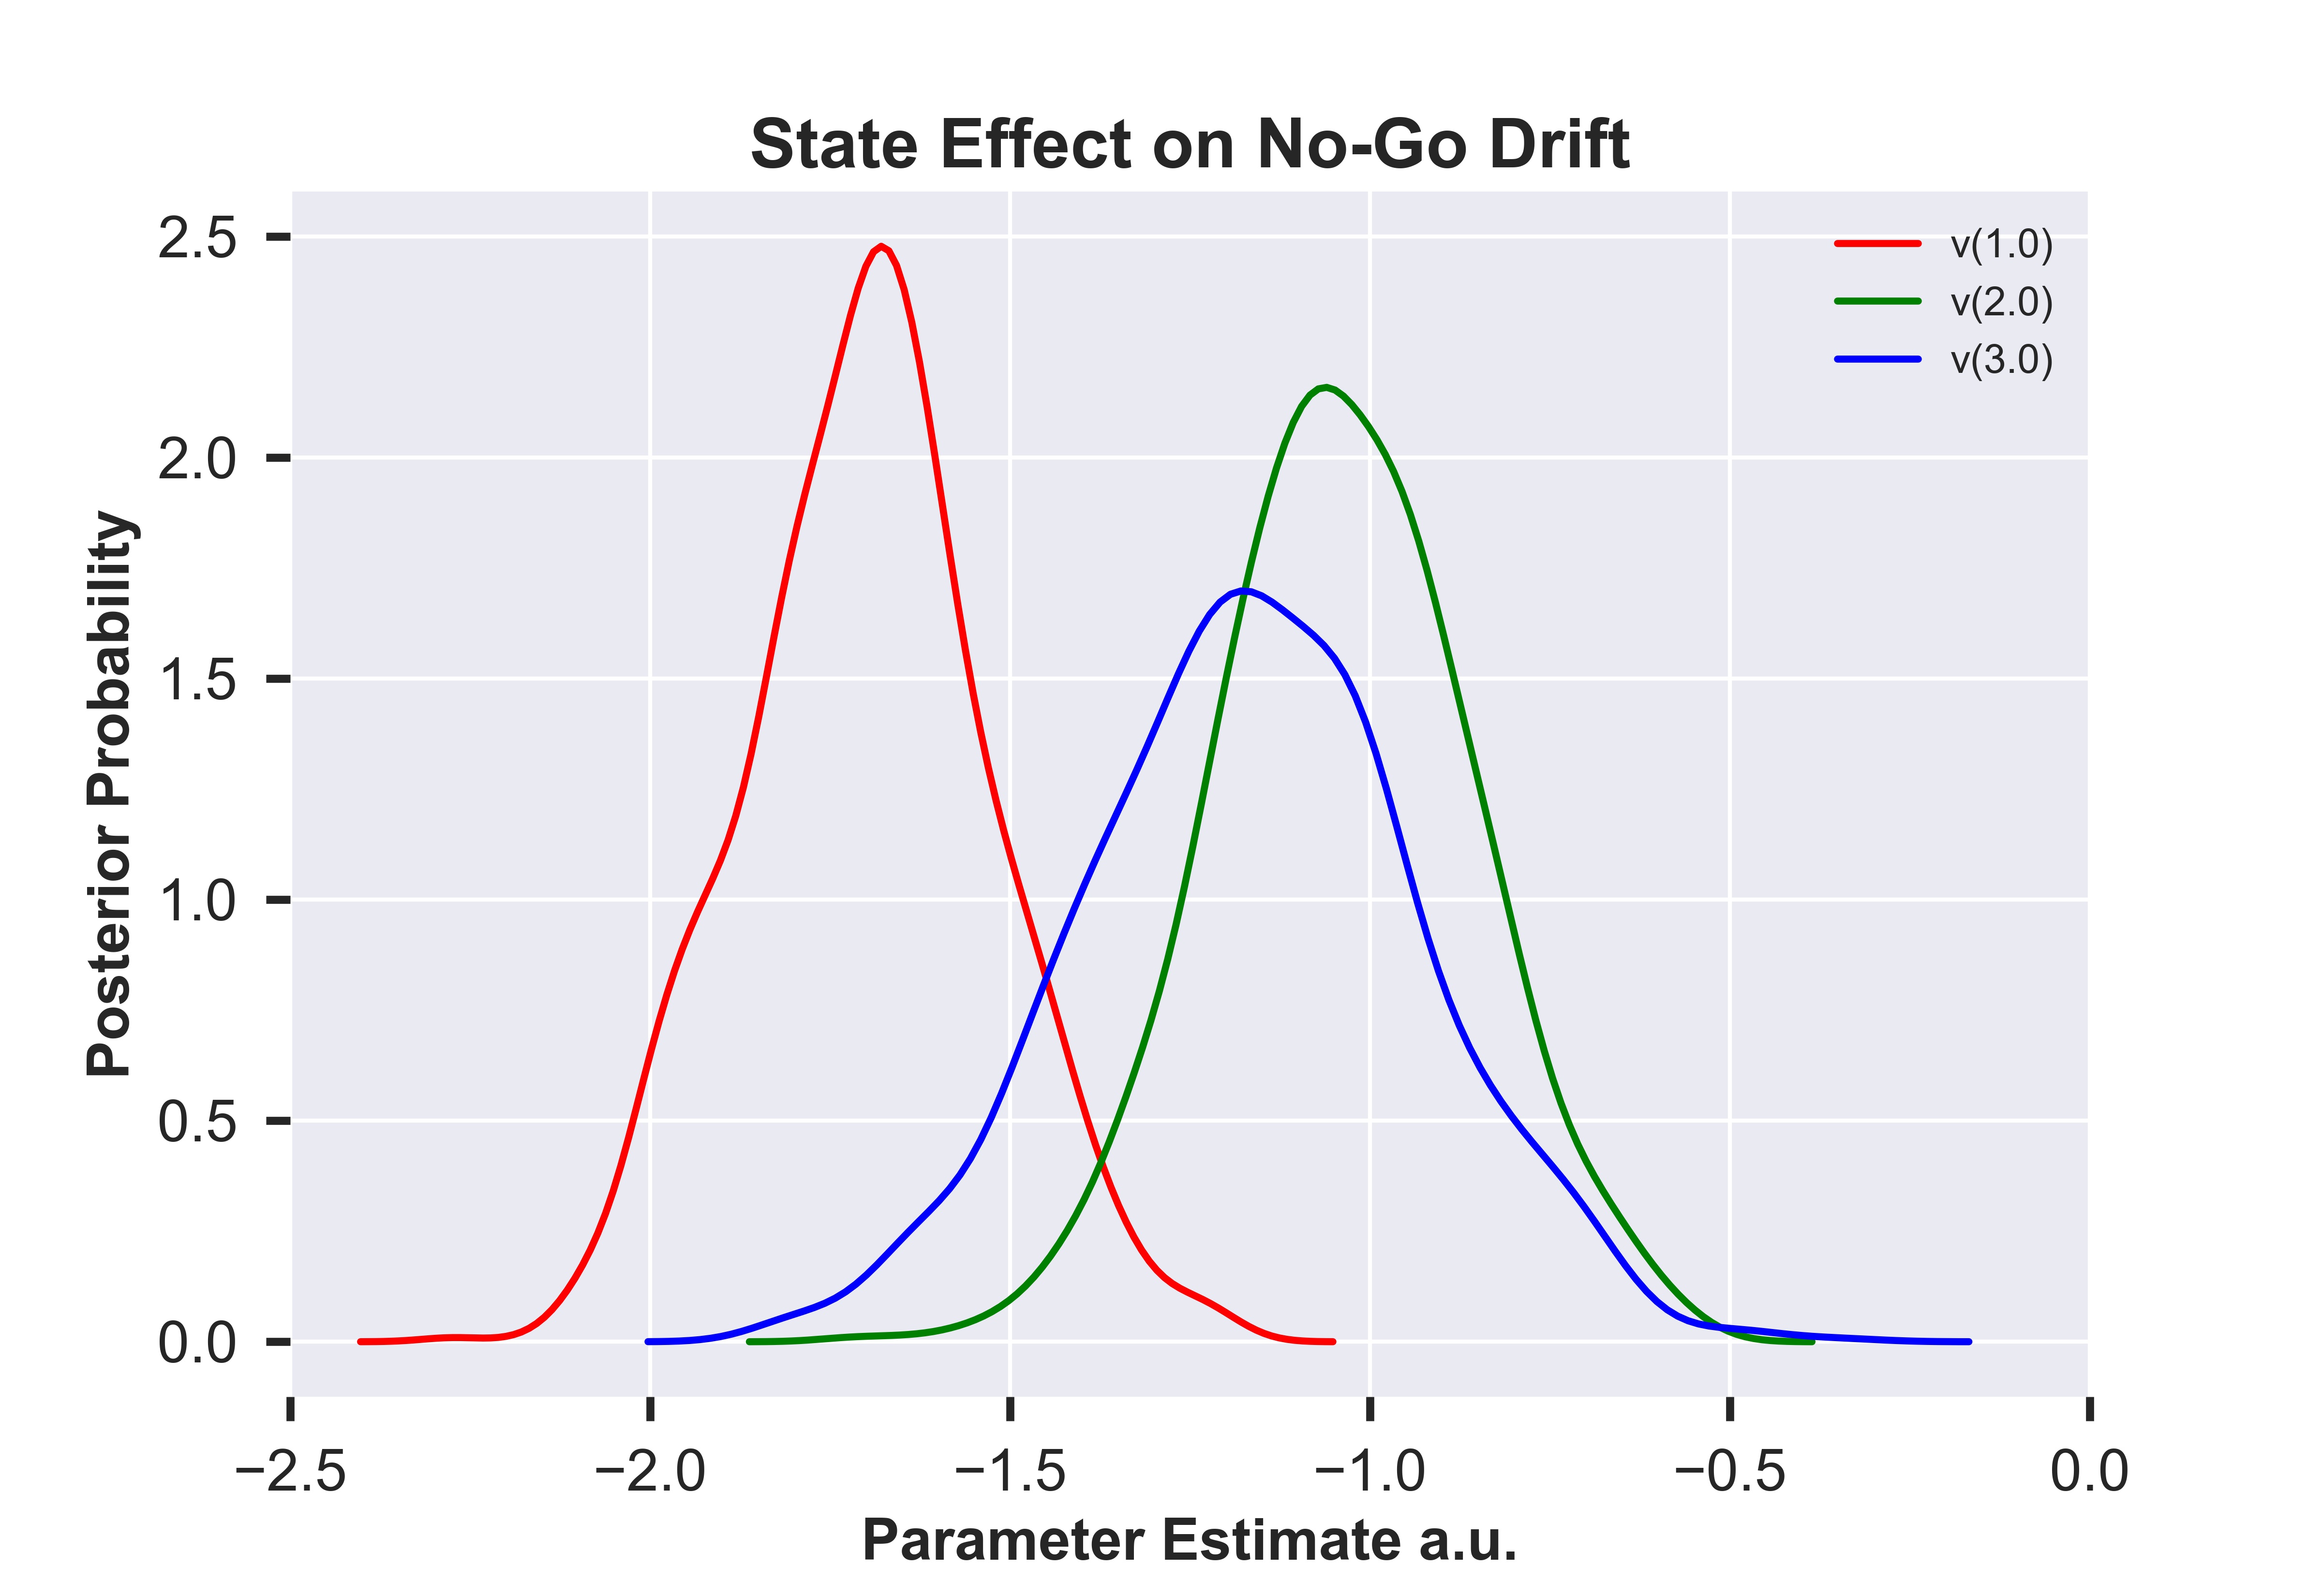 State Effect on No-Go Drift
v(1.0)
v(2.0)
v(3.0)
Posterior Probability
2.5
2.0
1.5
1.0
0.5
0.0
−2.5 −2.0 −1.5 −1.0 −0.5 0.0
Parameter Estimate a.u.